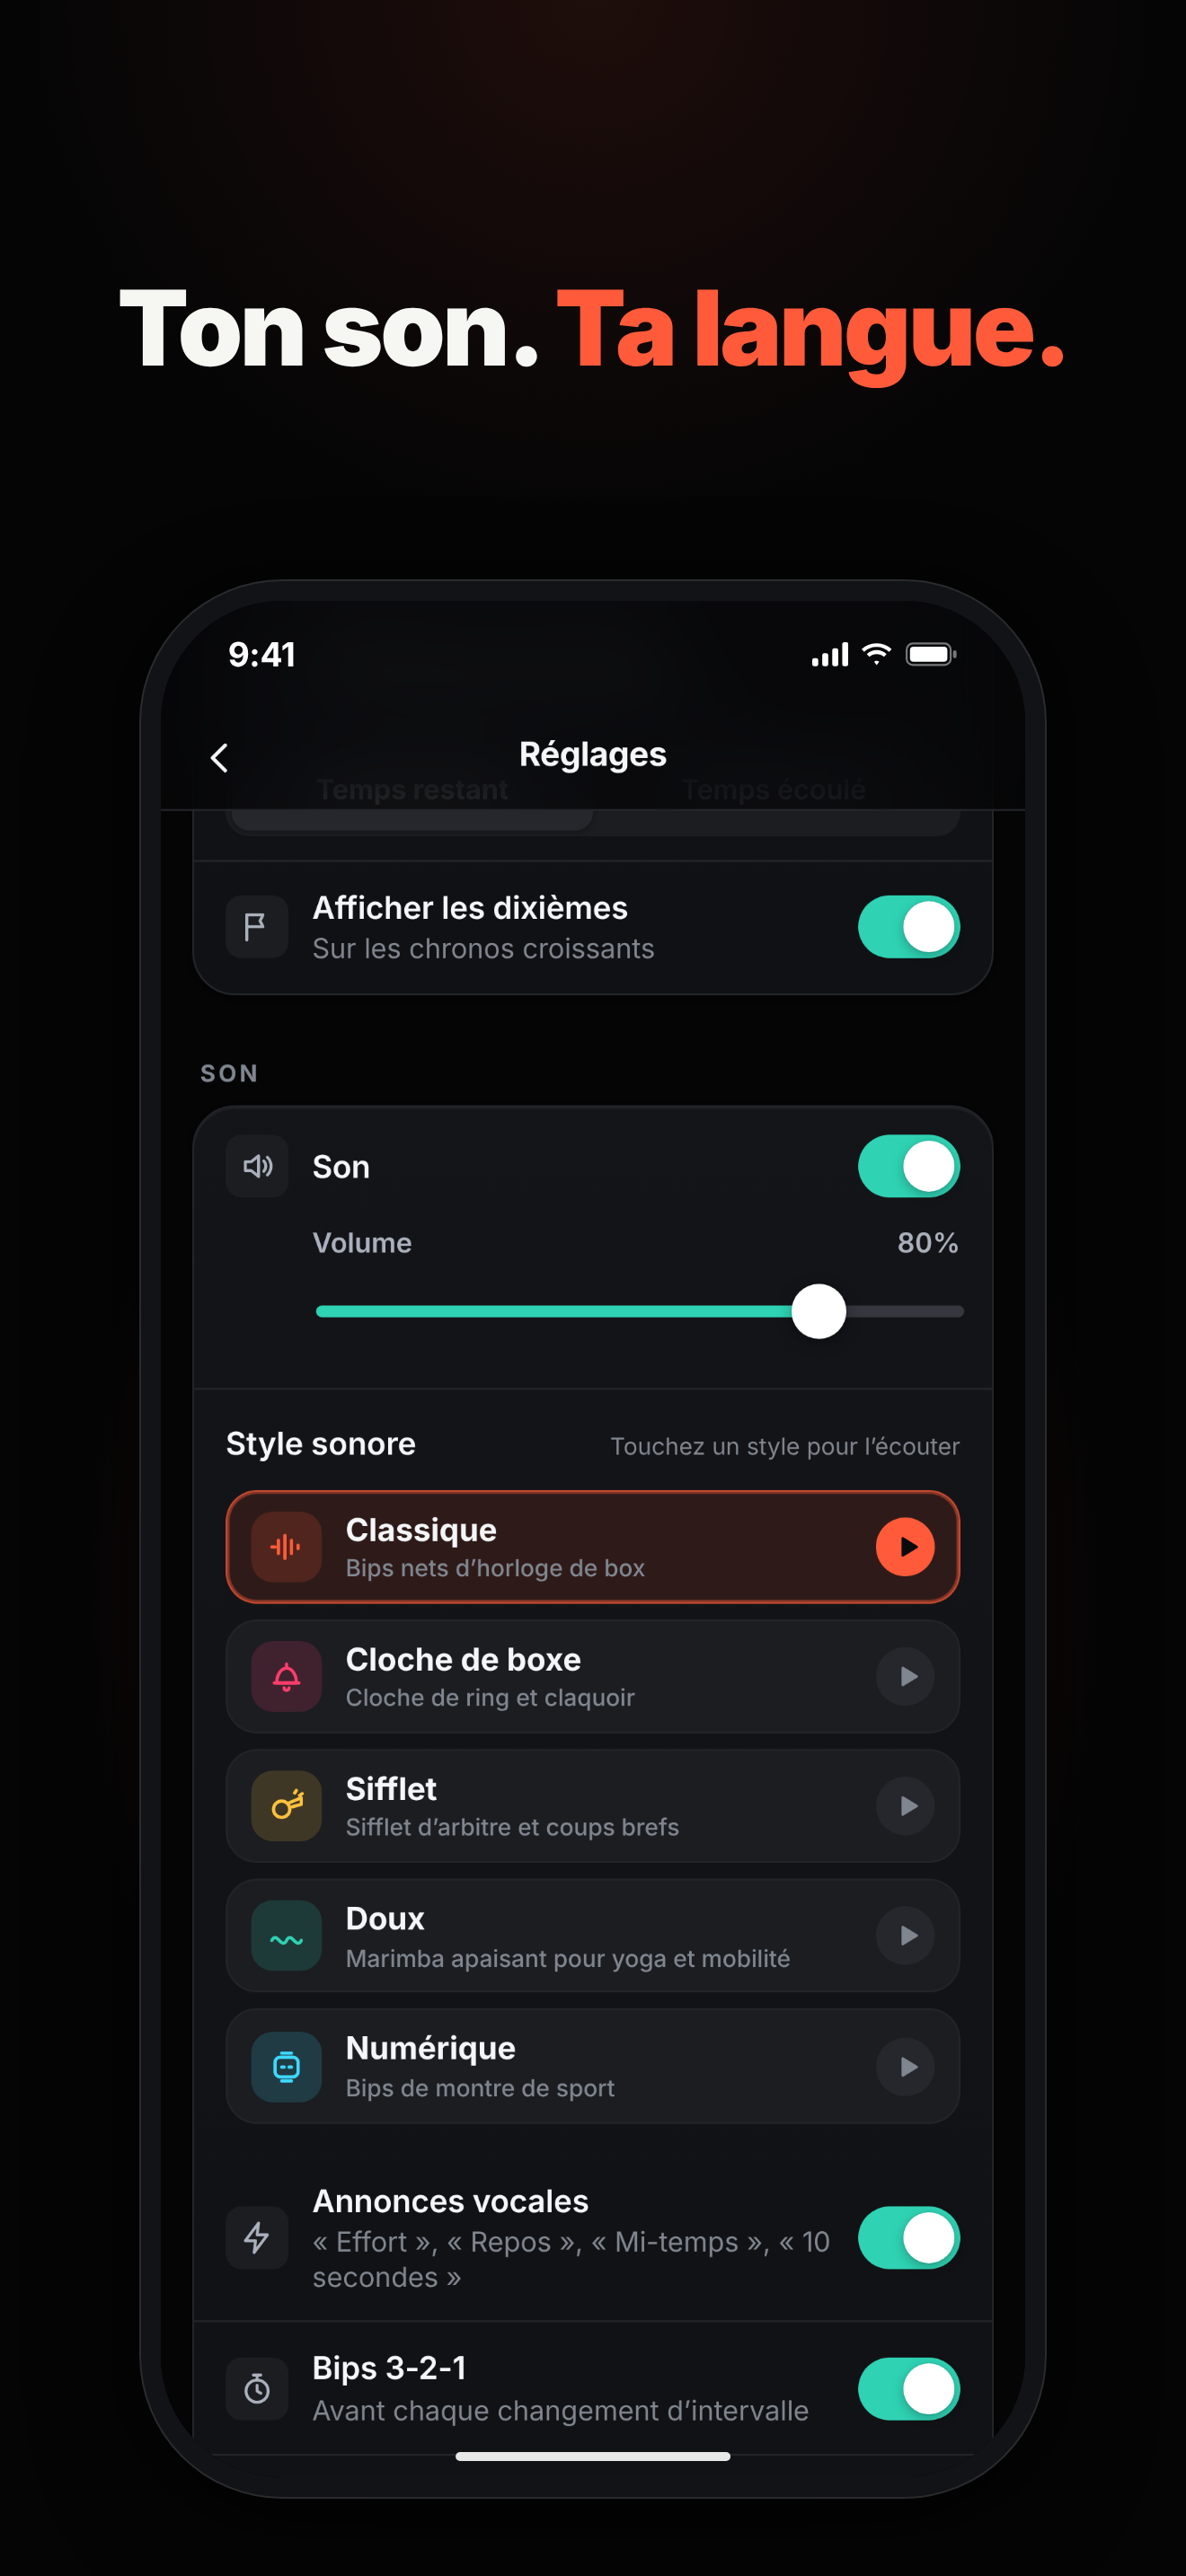 Ton son. Ta langue.
9:41
Réglages
Temps restant Temps écoulé
Afficher les dixièmes
Sur les chronos croissants
SON
Son
Volume 80%
Style sonore Touchez un style pour l’écouter
Classique
Bips nets d’horloge de box
Cloche de boxe
Cloche de ring et claquoir
Sifflet
Sifflet d’arbitre et coups brefs
Doux
Marimba apaisant pour yoga et mobilité
Numérique
Bips de montre de sport
Annonces vocales
« Effort », « Repos », « Mi-temps », « 10
secondes »
Bips 3-2-1
Avant chaque changement d’intervalle